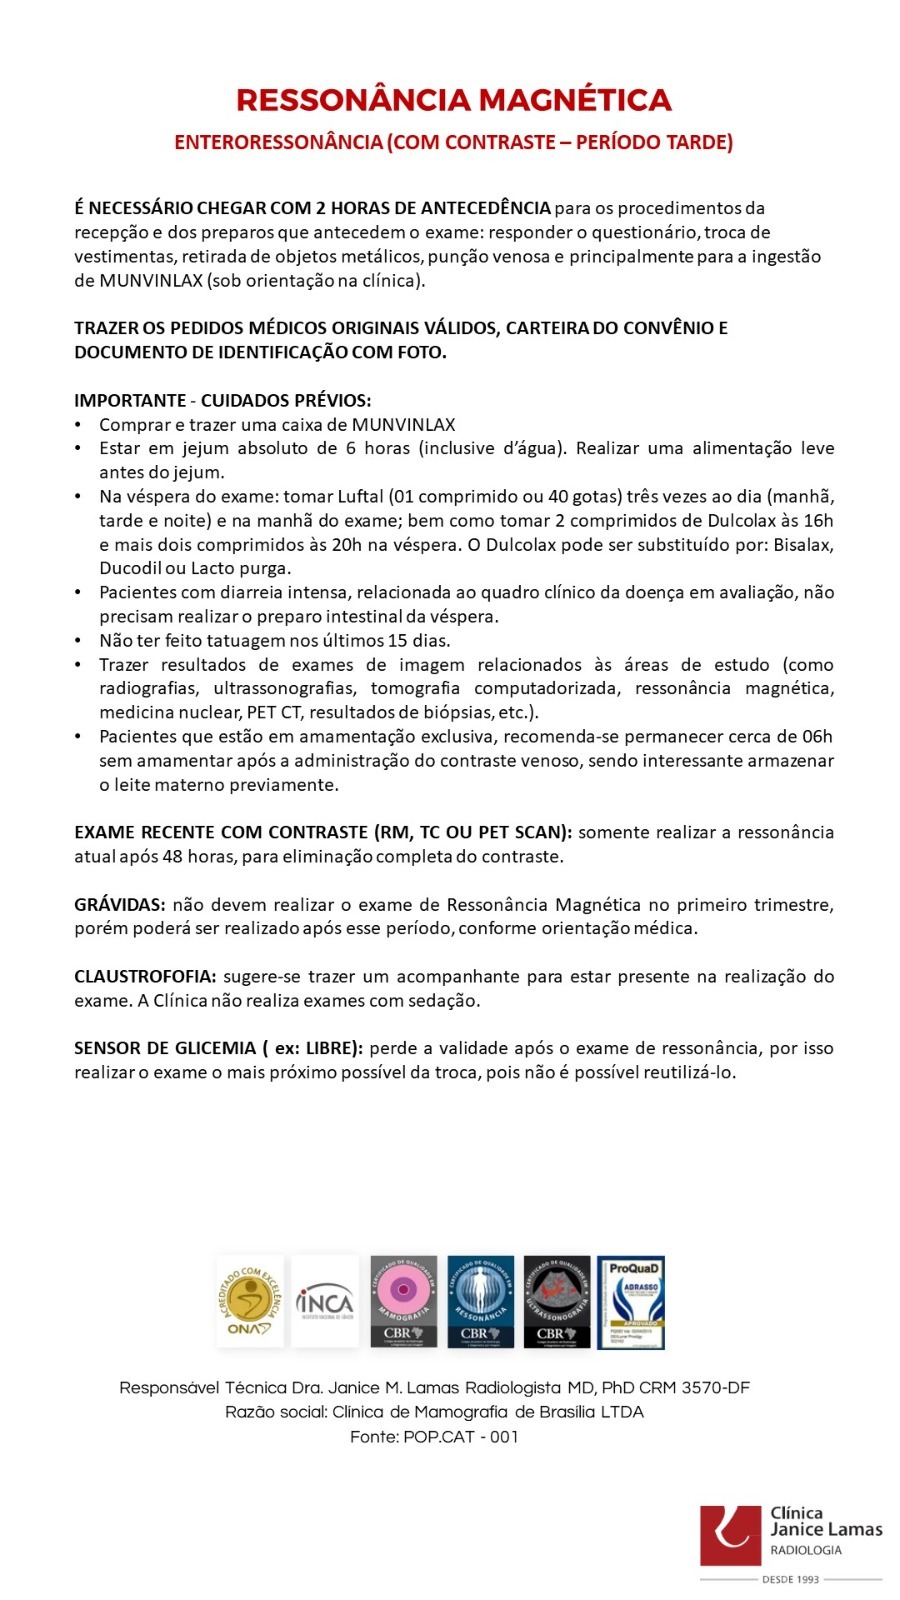 RESSONÂNCIA MAGNÉTICA
ENTERORESSONÂNCIA (COM CONTRASTE – PERÍODO TARDE)
É NECESSÁRIO CHEGAR COM 2 HORAS DE ANTECEDÊNCIA para os procedimentos da
recepção e dos preparos que antecedem o exame: responder o questionário, troca de
vestimentas, retirada de objetos metálicos, punção venosa e principalmente para a ingestão
de MUNVINLAX (sob orientação na clínica).
TRAZER OS PEDIDOS MÉDICOS ORIGINAIS VÁLIDOS, CARTEIRA DO CONVÊNIO E
DOCUMENTO DE IDENTIFICAÇÃO COM FOTO.
IMPORTANTE - CUIDADOS PRÉVIOS:
• Comprar e trazer uma caixa de MUNVINLAX
• Estar em jejum absoluto de 6 horas (inclusive d’água). Realizar uma alimentação leve
antes do jejum.
• Na véspera do exame: tomar Luftal (01 comprimido ou 40 gotas) três vezes ao dia (manhã,
tarde e noite) e na manhã do exame; bem como tomar 2 comprimidos de Dulcolax às 16h
e mais dois comprimidos às 20h na véspera. O Dulcolax pode ser substituído por: Bisalax,
Ducodil ou Lacto purga.
• Pacientes com diarreia intensa, relacionada ao quadro clínico da doença em avaliação, não
precisam realizar o preparo intestinal da véspera.
• Não ter feito tatuagem nos últimos 15 dias.
• Trazer resultados de exames de imagem relacionados às áreas de estudo (como
radiografias, ultrassonografias, tomografia computadorizada, ressonância magnética,
medicina nuclear, PET CT, resultados de biópsias, etc.).
• Pacientes que estão em amamentação exclusiva, recomenda-se permanecer cerca de 06h
sem amamentar após a administração do contraste venoso, sendo interessante armazenar
o leite materno previamente.
EXAME RECENTE COM CONTRASTE (RM, TC OU PET SCAN): somente realizar a ressonância
atual após 48 horas, para eliminação completa do contraste.
GRÁVIDAS: não devem realizar o exame de Ressonância Magnética no primeiro trimestre,
porém poderá ser realizado após esse período, conforme orientação médica.
CLAUSTROFOFIA: sugere-se trazer um acompanhante para estar presente na realização do
exame. A Clínica não realiza exames com sedação.
SENSOR DE GLICEMIA ( ex: LIBRE): perde a validade após o exame de ressonância, por isso
realizar o exame o mais próximo possível da troca, pois não é possível reutilizá-lo.
ACREDITADO COM EXCELÊNCIA
ONA
INCA
INSTITUTO NACIONAL DE CÂNCER
CERTIFICADO DE QUALIDADE EM
MAMOGRAFIA
CBR
CERTIFICADO DE QUALIDADE EM
RESSONÂNCIA
CBR
CERTIFICADO DE QUALIDADE EM
ULTRASSONOGRAFIA
CBR
ProQuaD
ABRASSO
APROVADO
Responsável Técnica Dra. Janice M. Lamas Radiologista MD, PhD CRM 3570-DF
Razão social: Clínica de Mamografia de Brasília LTDA
Fonte: POP.CAT - 001
Clínica
Janice Lamas
RADIOLOGIA
DESDE 1993